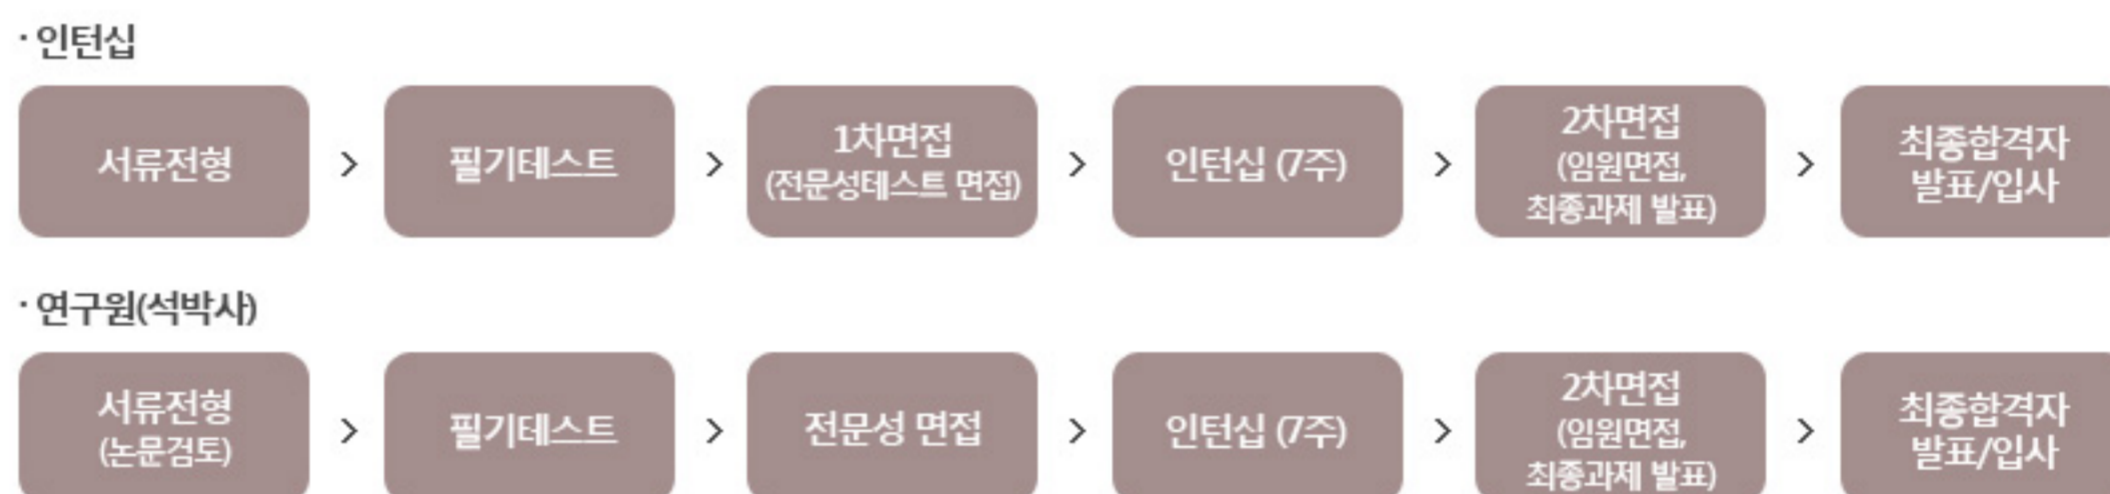 · 인턴십
서류전형 > 필기테스트 > 1차면접 > 인턴십 (7주) > 2차면접 > 최종합격자
(전문성테스트 면접)
(임원면접,
최종과제 발표)
발표/입사
· 연구원(석박사)
서류전형 > 필기테스트 > 전문성 면접 > 인턴십 (7주) > 2차면접 > 최종합격자
(논문검토)
(임원면접,
최종과제 발표)
발표/입사